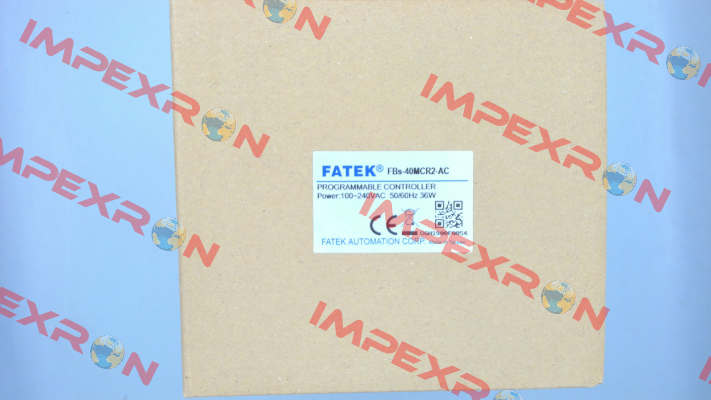 FATEK® FBs-40MCR2-AC
PROGRAMMABLE CONTROLLER
Power:100~240VAC 50/60Hz 36W
CE
FATEK AUTOMATION CORP.
IMPEXRON
IMPEXRON
IMPEXRON
IMPEXRON
IMPEXRON
IMPEXRON
IMPEXRON
IMPEXRON